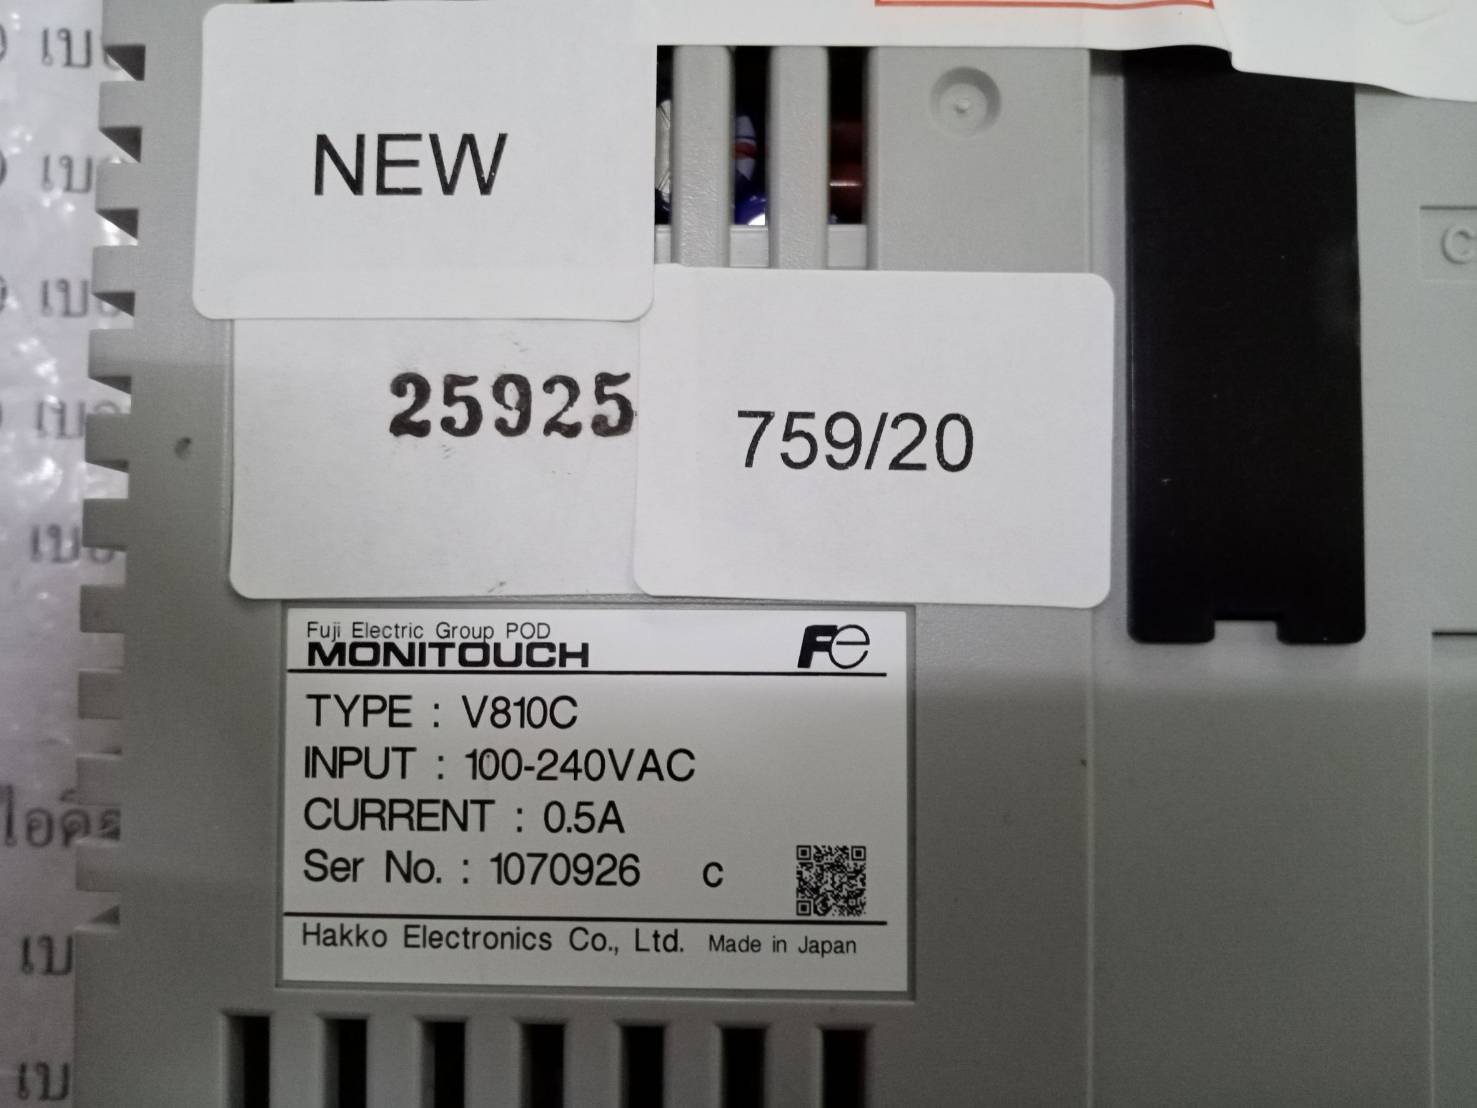 NEW
25925
759/20
Fuji Electric Group POD
MONITOUCH
Fe
TYPE : V810C
INPUT : 100-240VAC
CURRENT : 0.5A
Ser No. : 1070926 c
Hakko Electronics Co., Ltd. Made in Japan